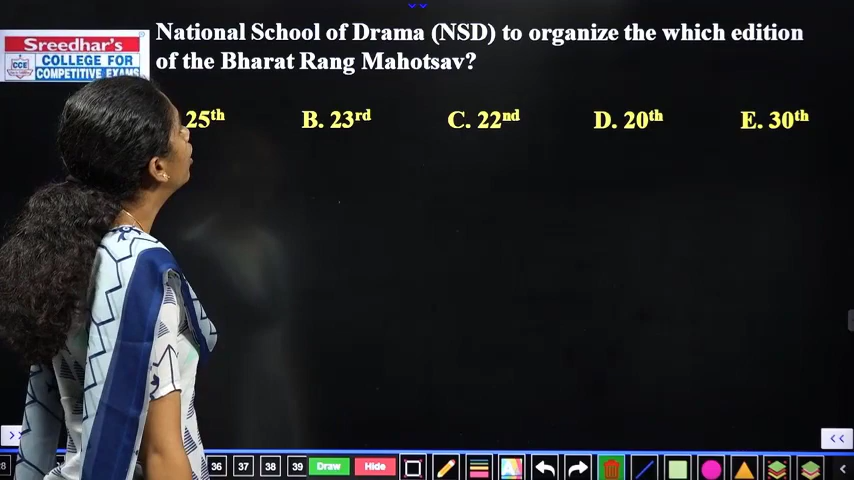 National School of Drama (NSD) to organize the which edition
of the Bharat Rang Mahotsav?
Sreedhar's
CCE
COLLEGE FOR
COMPETITIVE EXAMS
25th
B. 23rd
C. 22nd
D. 20th
E. 30th
36
37
38
39
Draw
Hide